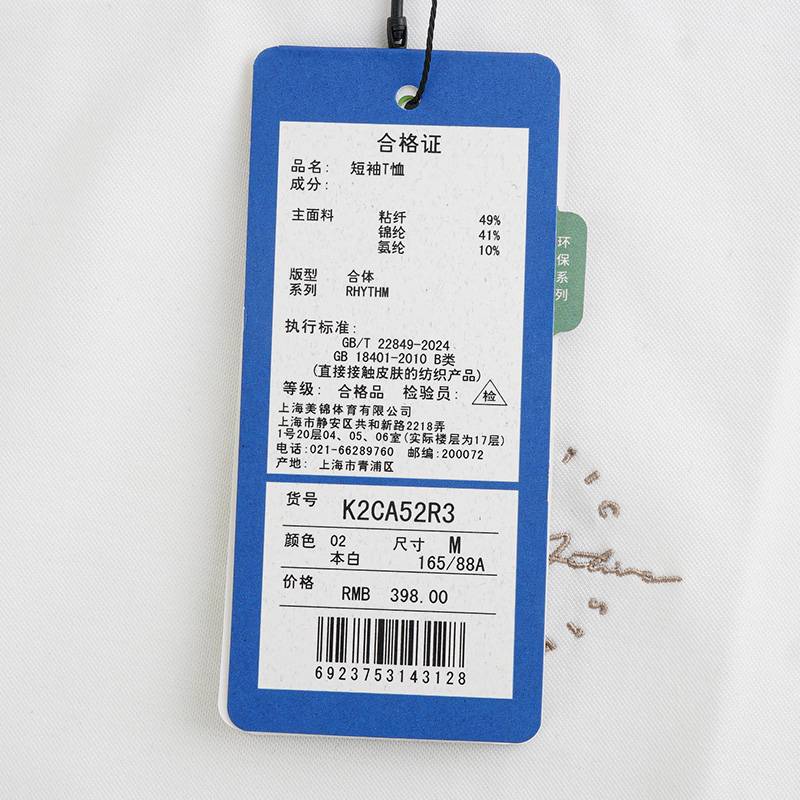 合格证
品名: 短袖T恤
成分:
主面料 粘纤 49%
锦纶 41%
氨纶 10%
版型 合体
系列 RHYTHM
执行标准:
GB/T 22849-2024
GB 18401-2010 B类
(直接接触皮肤的纺织产品)
等级: 合格品 检验员: 检
上海美锦体育有限公司
上海市静安区共和新路2218弄
1号20层04、05、06室(实际楼层为17层)
电话:021-66289760 邮编:200072
产地: 上海市青浦区
货号 K2CA52R3
颜色 02 尺寸 M
本白 165/88A
价格 RMB 398.00
6923753143128
环保系列